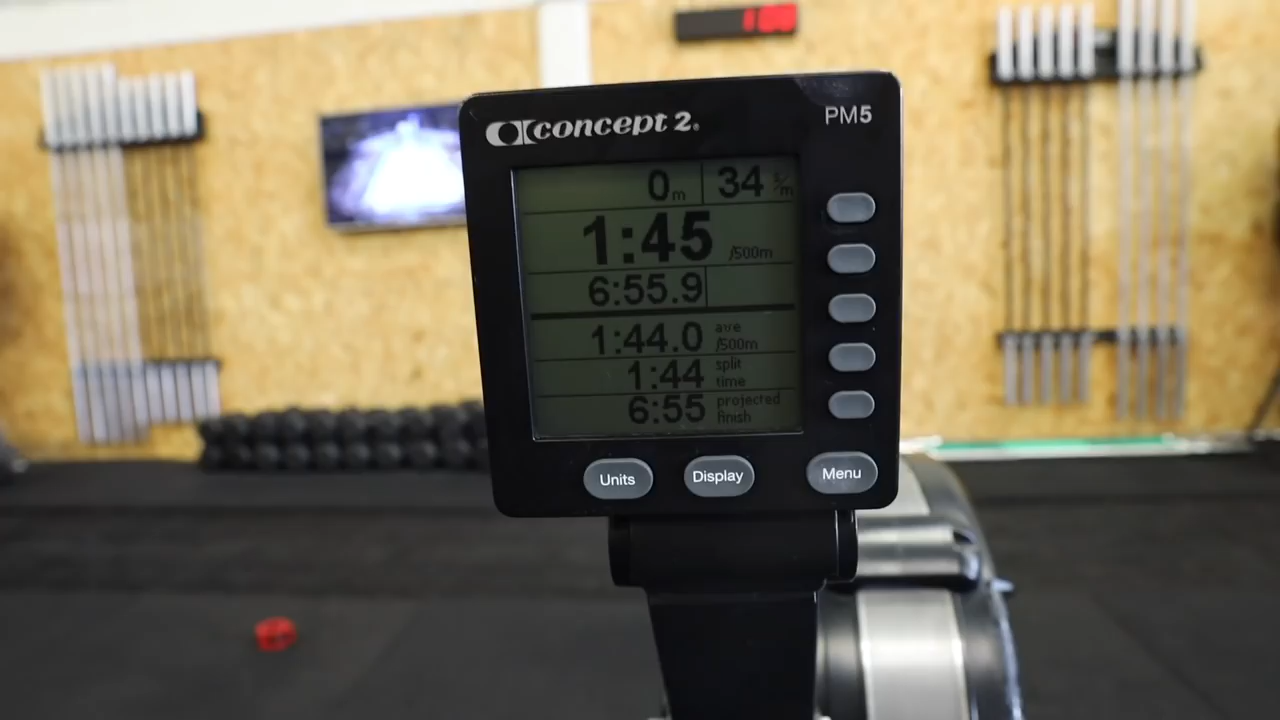 concept 2®
PM5
0m 34 s/m
1:45 /500m
6:55.9
1:44.0 ave /500m
1:44 split time
6:55 projected finish
Units Display Menu